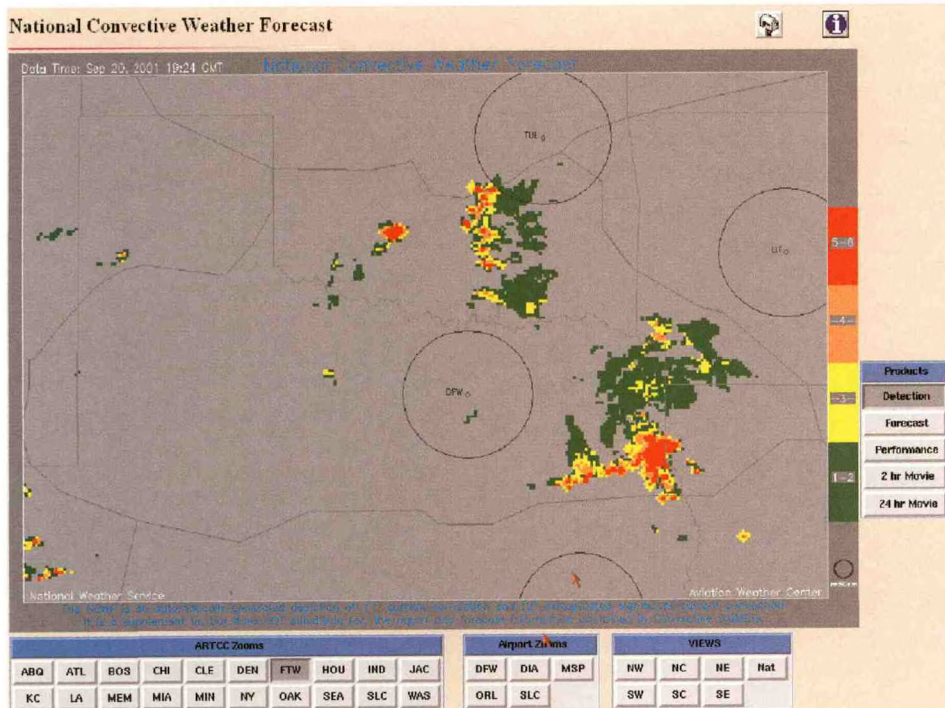 National Convective Weather Forecast
Data Time: Sep 20, 2001 19:24 GMT
National Convective Weather Forecast
TUL
DFW
5-6
-4-
-3-
1-2
Products
Detection
Forecast
Performance
2 hr Movie
24 hr Movie
National Weather Service
Aviation Weather Center
ARTCC Zooms
ABQ ATL BOS CHI CLE DEN FTW HOU IND JAC
KC LA MEM MIA MIN NY OAK SEA SLC WAS
Airport Zooms
DFW DIA MSP
ORL SLC
VIEWS
NW NC NE Nat
SW SC SE